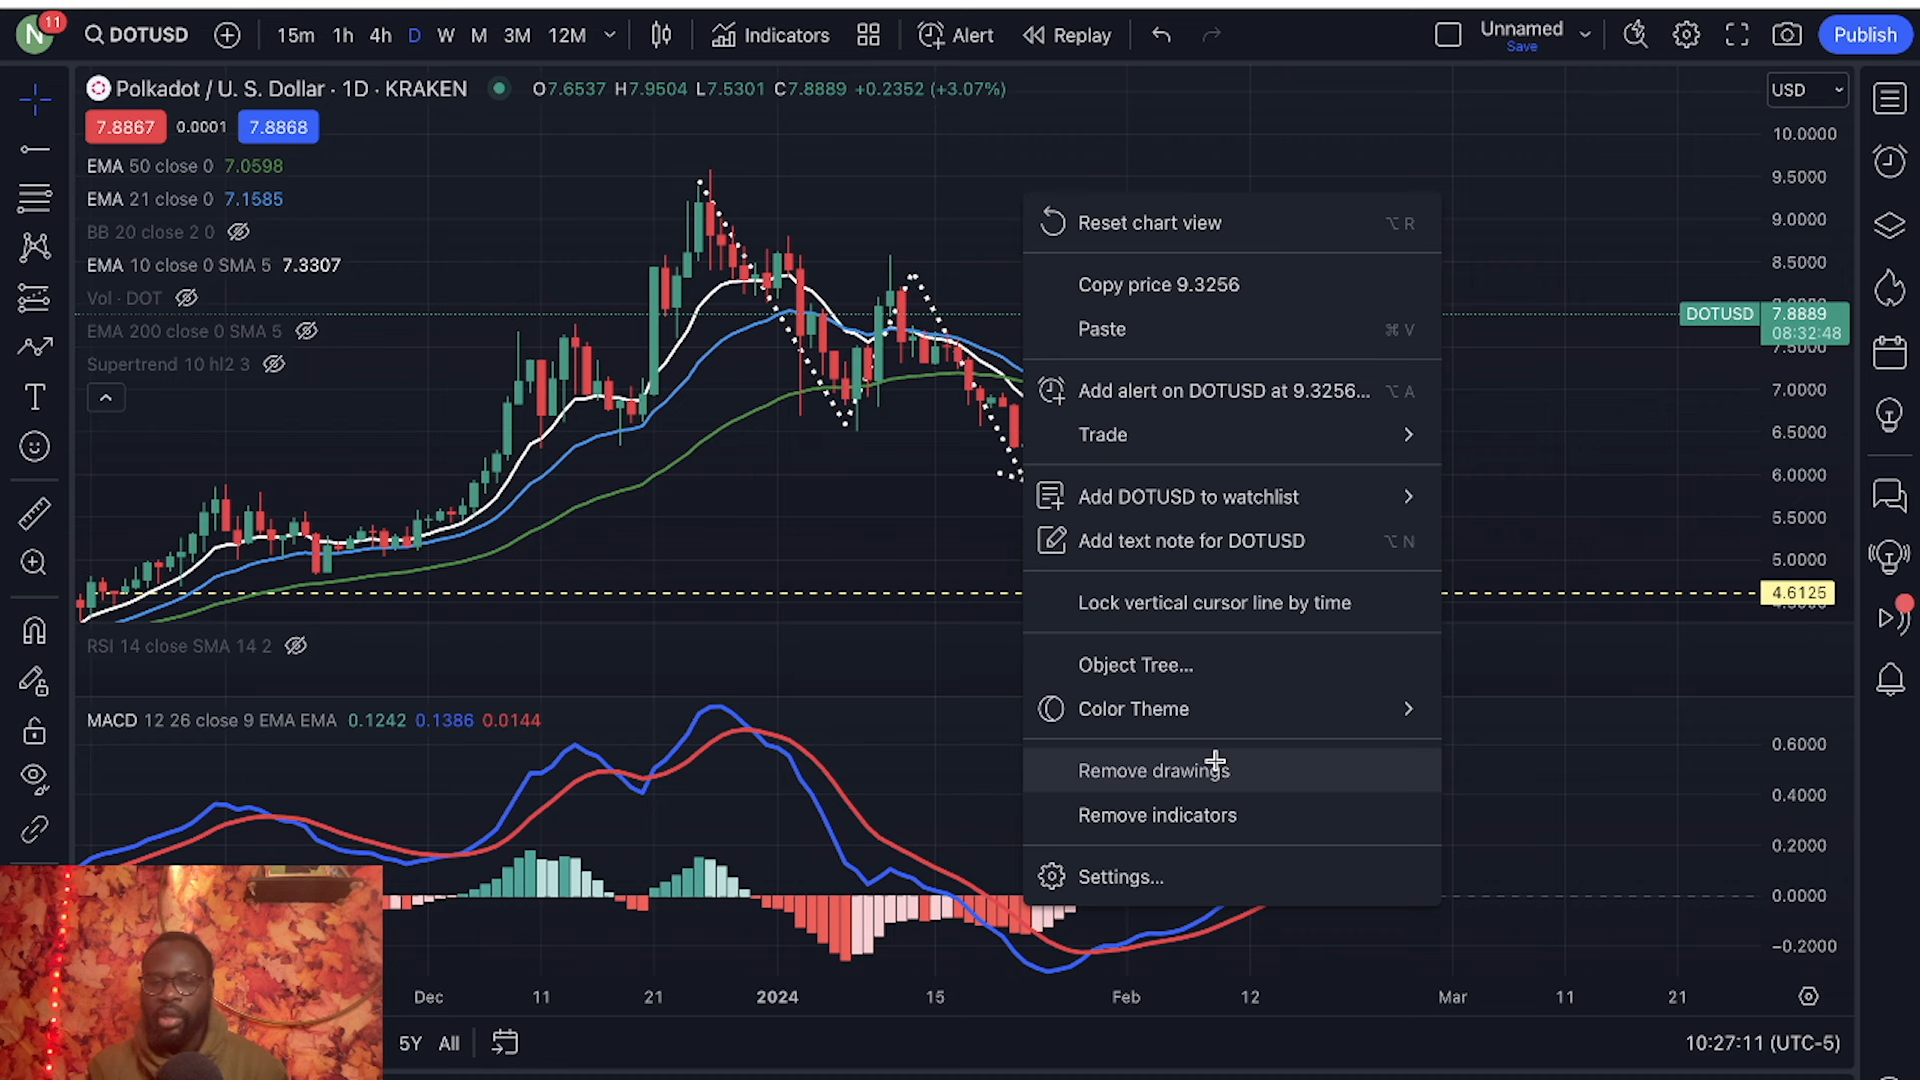 N 11 DOTUSD 15m 1h 4h D W M 3M 12M Indicators Alert Replay Unnamed Publish
Save
Polkadot / U. S. Dollar · 1D · KRAKEN O7.6537 H7.9504 L7.5301 C7.8889 +0.2352 (+3.07%) USD
7.8867 0.0001 7.8868
EMA 50 close 0 7.0598
EMA 21 close 0 7.1585
BB 20 close 2 0
EMA 10 close 0 SMA 5 7.3307
Vol · DOT
EMA 200 close 0 SMA 5
Supertrend 10 hl2 3
Reset chart view ⌥ R
Copy price 9.3256
Paste ⌘ V
Add alert on DOTUSD at 9.3256... ⌥ A
Trade
Add DOTUSD to watchlist
Add text note for DOTUSD ⌥ N
Lock vertical cursor line by time
Object Tree...
Color Theme
Remove drawings
Remove indicators
Settings...
10.0000
9.5000
9.0000
8.5000
DOTUSD 7.8889
08:32:48
7.5000
7.0000
6.5000
6.0000
5.5000
5.0000
4.6125
RSI 14 close SMA 14 2
MACD 12 26 close 9 EMA EMA 0.1242 0.1386 0.0144
0.6000
0.4000
0.2000
0.0000
−0.2000
Dec 11 21 2024 15 Feb 12 Mar 11 21
5Y All 10:27:11 (UTC-5)